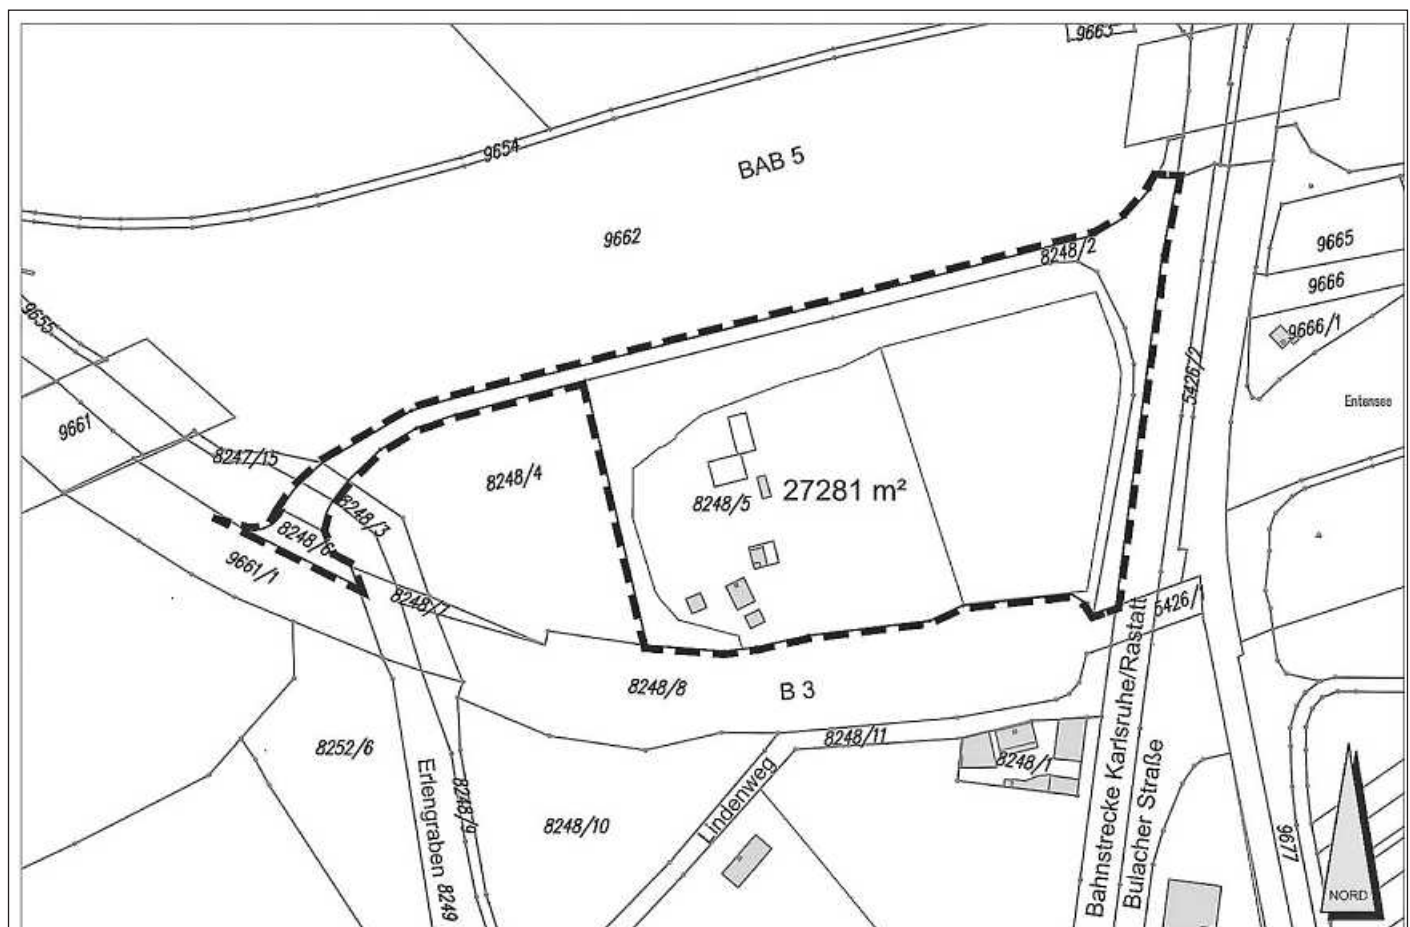 9663
9654
BAB 5
9662
8248/2
9665
9666
9666/1
9655
5426/2
Entensee
9661
8247/15
8248/4
8248/5
27281 m²
8248/3
8248/6
9661/1
8248/7
5426/1
8248/8
B 3
8252/6
8248/11
8248/1
Lindenweg
Erlengraben 8249
8248/9
8248/10
Bahnstrecke Karlsruhe/Rastatt
Bulacher Straße
9677
NORD